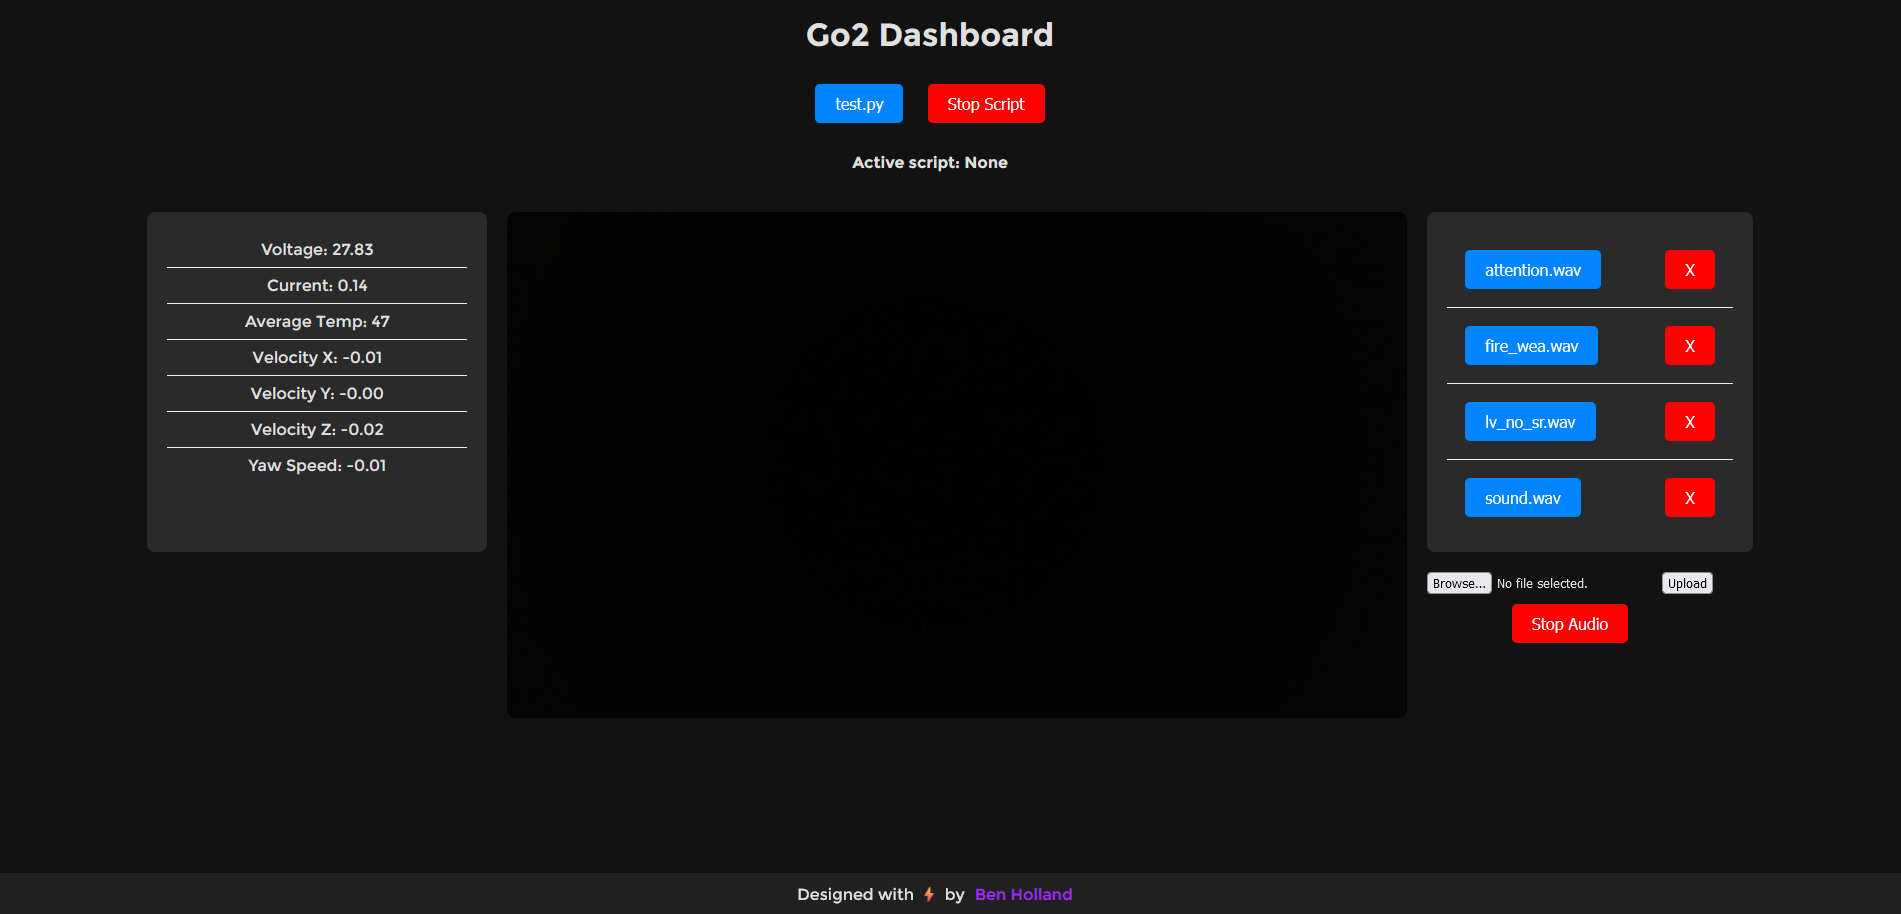 Go2 Dashboard
test.py
Stop Script
Active script: None
Voltage: 27.83
Current: 0.14
Average Temp: 47
Velocity X: -0.01
Velocity Y: -0.00
Velocity Z: -0.02
Yaw Speed: -0.01
attention.wav X
fire_wea.wav X
lv_no_sr.wav X
sound.wav X
Browse... No file selected. Upload
Stop Audio
Designed with ⚡ by Ben Holland